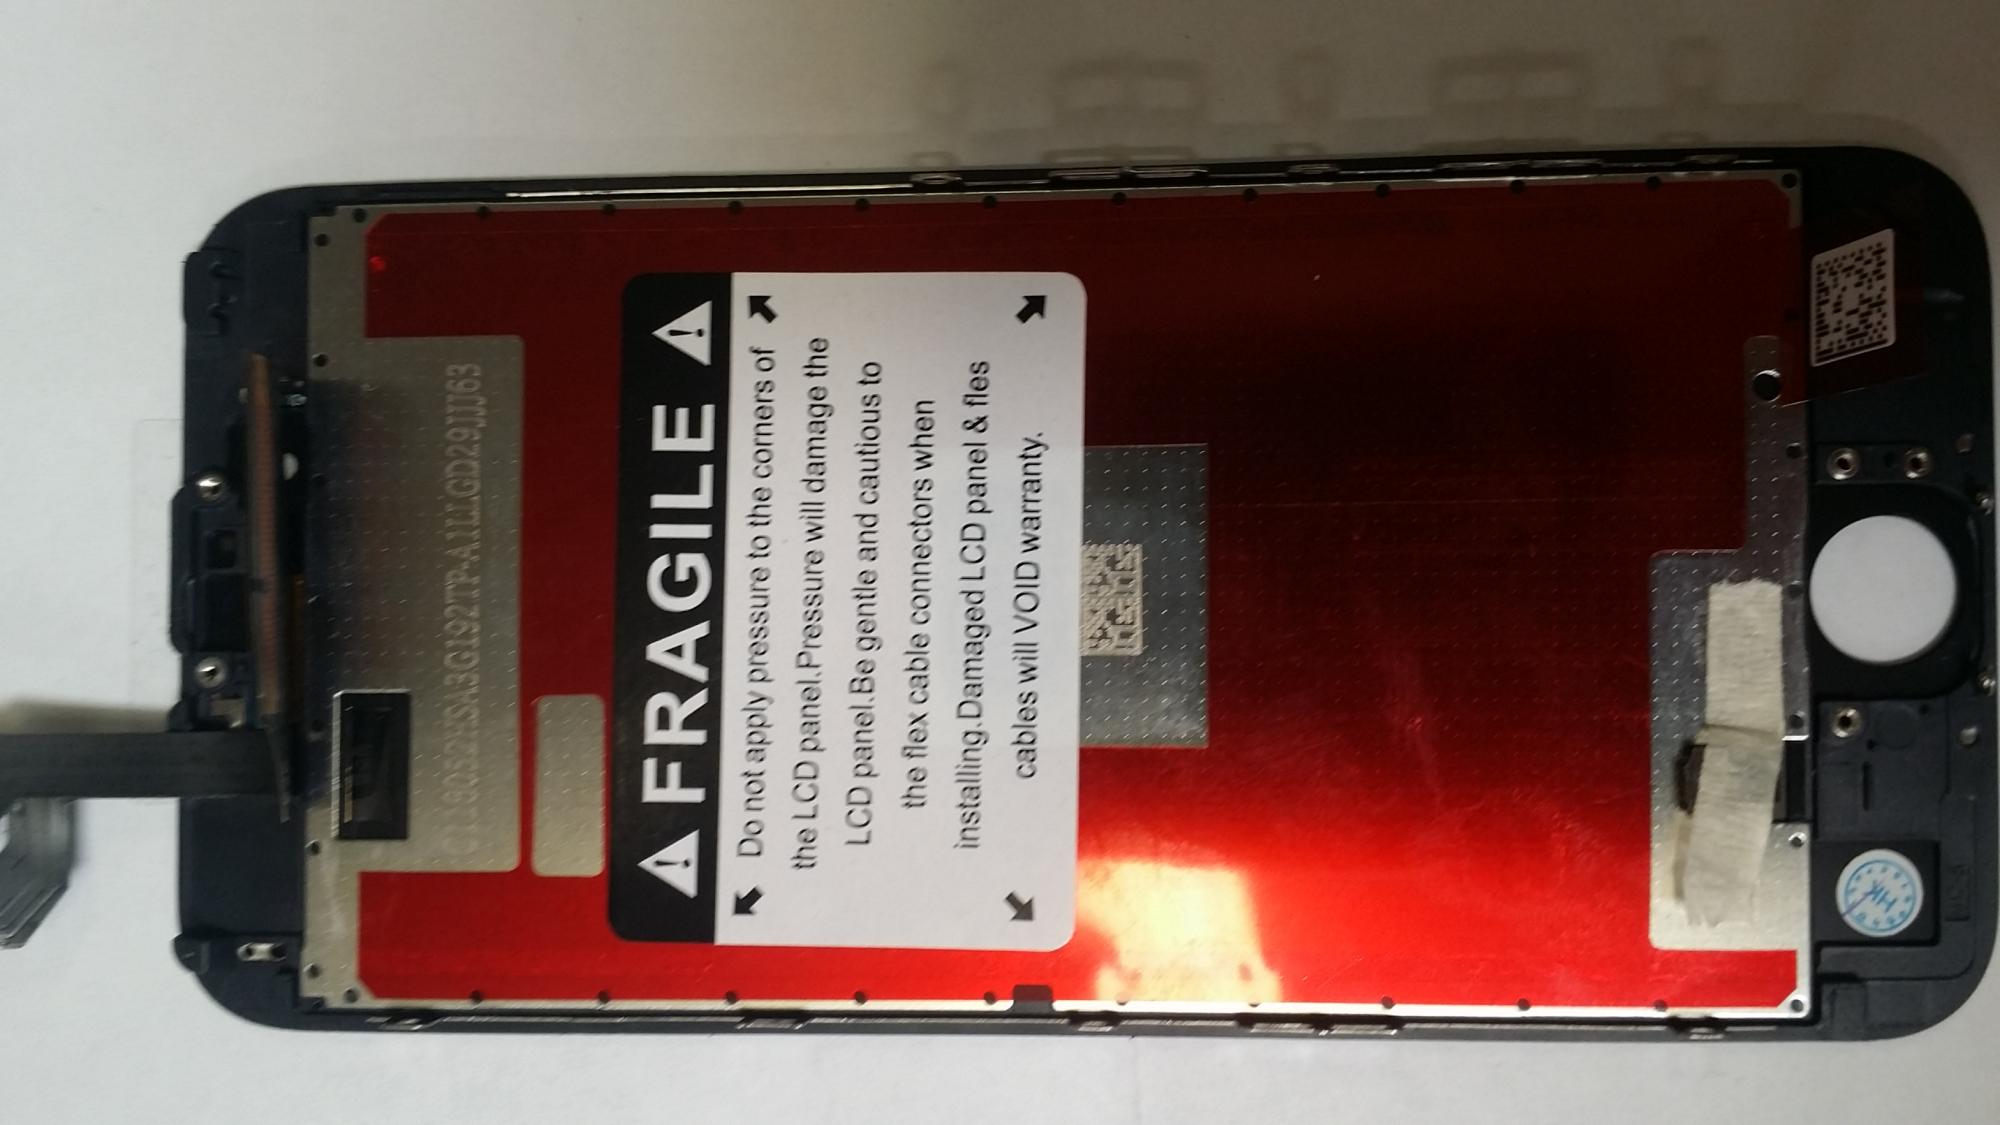 FRAGILE
Do not apply pressure to the corners of
the LCD panel.Pressure will damage the
LCD panel.Be gentle and cautious to
the flex cable connectors when
installing.Damaged LCD panel & fles
cables will VOID warranty.
HK